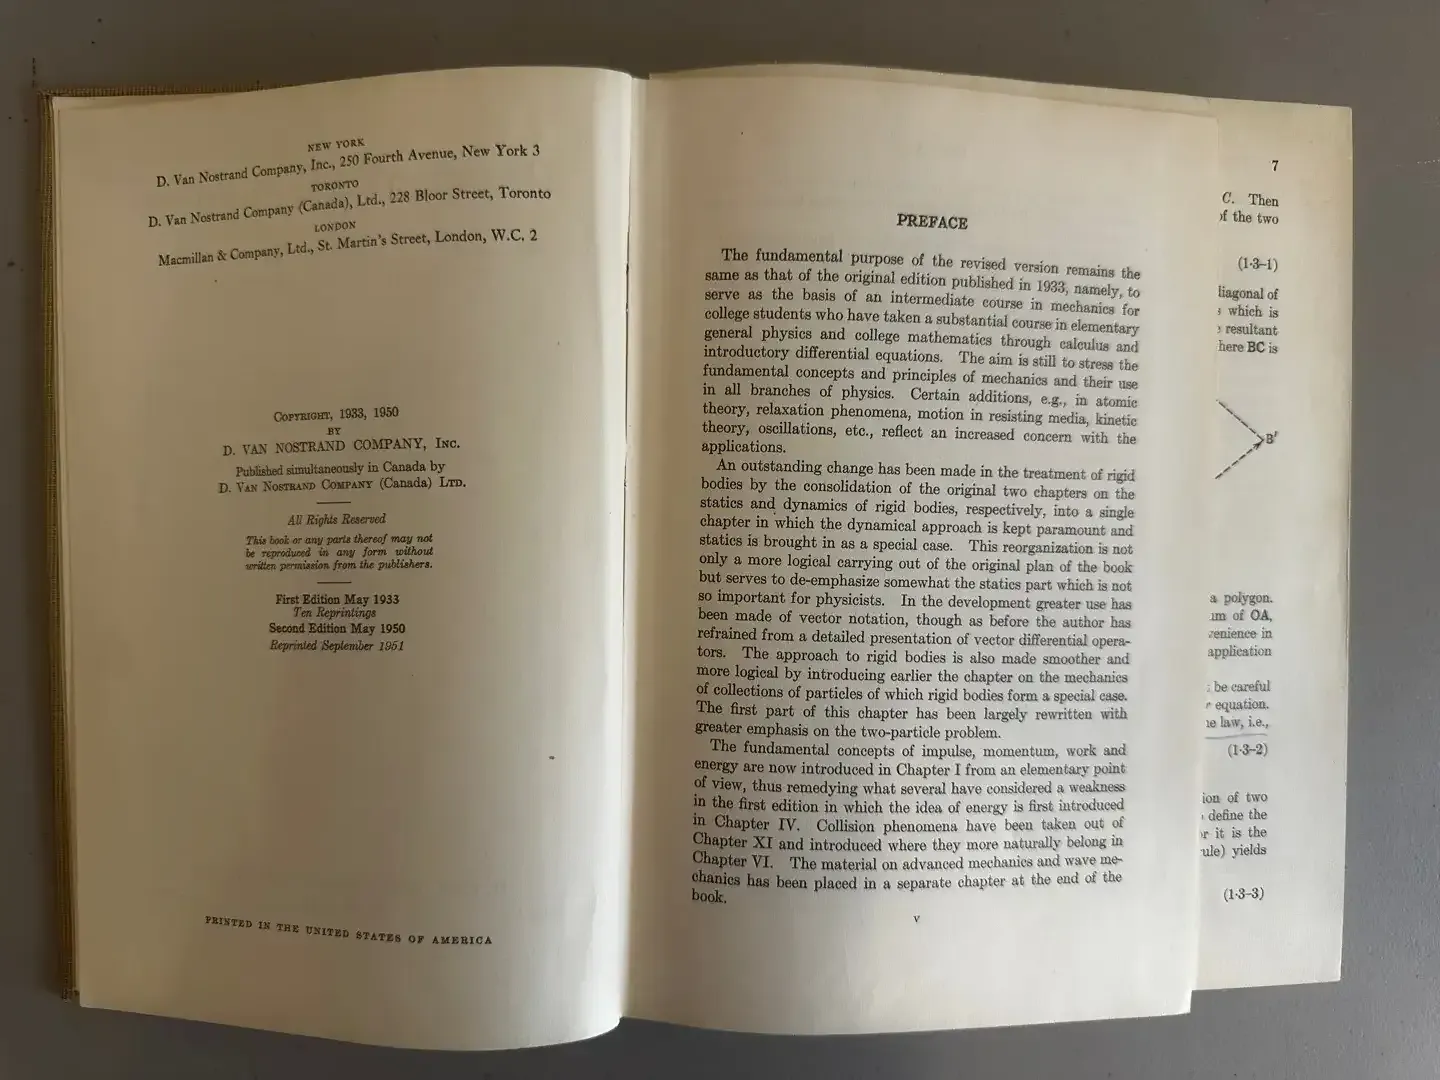 NEW YORK
D. Van Nostrand Company, Inc., 250 Fourth Avenue, New York 3
TORONTO
D. Van Nostrand Company (Canada), Ltd., 228 Bloor Street, Toronto
LONDON
Macmillan & Company, Ltd., St. Martin's Street, London, W.C. 2
COPYRIGHT, 1933, 1950
BY
D. VAN NOSTRAND COMPANY, INC.
Published simultaneously in Canada by
D. VAN NOSTRAND COMPANY (Canada) LTD.
All Rights Reserved
This book or any parts thereof may not
be reproduced in any form without
written permission from the publishers.
First Edition May 1933
Ten Reprintings
Second Edition May 1950
Reprinted September 1951
PRINTED IN THE UNITED STATES OF AMERICA
PREFACE
The fundamental purpose of the revised version remains the
same as that of the original edition published in 1933, namely, to
serve as the basis of an intermediate course in mechanics for
college students who have taken a substantial course in elementary
general physics and college mathematics through calculus and
introductory differential equations. The aim is still to stress the
fundamental concepts and principles of mechanics and their use
in all branches of physics. Certain additions, e.g., in atomic
theory, relaxation phenomena, motion in resisting media, kinetic
theory, oscillations, etc., reflect an increased concern with the
applications.
An outstanding change has been made in the treatment of rigid
bodies by the consolidation of the original two chapters on the
statics and dynamics of rigid bodies, respectively, into a single
chapter in which the dynamical approach is kept paramount and
statics is brought in as a special case. This reorganization is not
only a more logical carrying out of the original plan of the book
but serves to de-emphasize somewhat the statics part which is not
so important for physicists. In the development greater use has
been made of vector notation, though as before the author has
refrained from a detailed presentation of vector differential opera-
tors. The approach to rigid bodies is also made smoother and
more logical by introducing earlier the chapter on the mechanics
of collections of particles of which rigid bodies form a special case.
The first part of this chapter has been largely rewritten with
greater emphasis on the two-particle problem.
The fundamental concepts of impulse, momentum, work and
energy are now introduced in Chapter I from an elementary point
of view, thus remedying what several have considered a weakness
in the first edition in which the idea of energy is first introduced
in Chapter IV. Collision phenomena have been taken out of
Chapter XI and introduced where they more naturally belong in
Chapter VI. The material on advanced mechanics and wave me-
chanics has been placed in a separate chapter at the end of the
book.
v
7
C. Then
of the two
(1·3–1)
diagonal of
which is
resultant
here BC is
B′
a polygon.
of OA,
in
application
be careful
equation.
law, i.e.,
(1·3–2)
of two
define the
it is the
yields
(1·3–3)